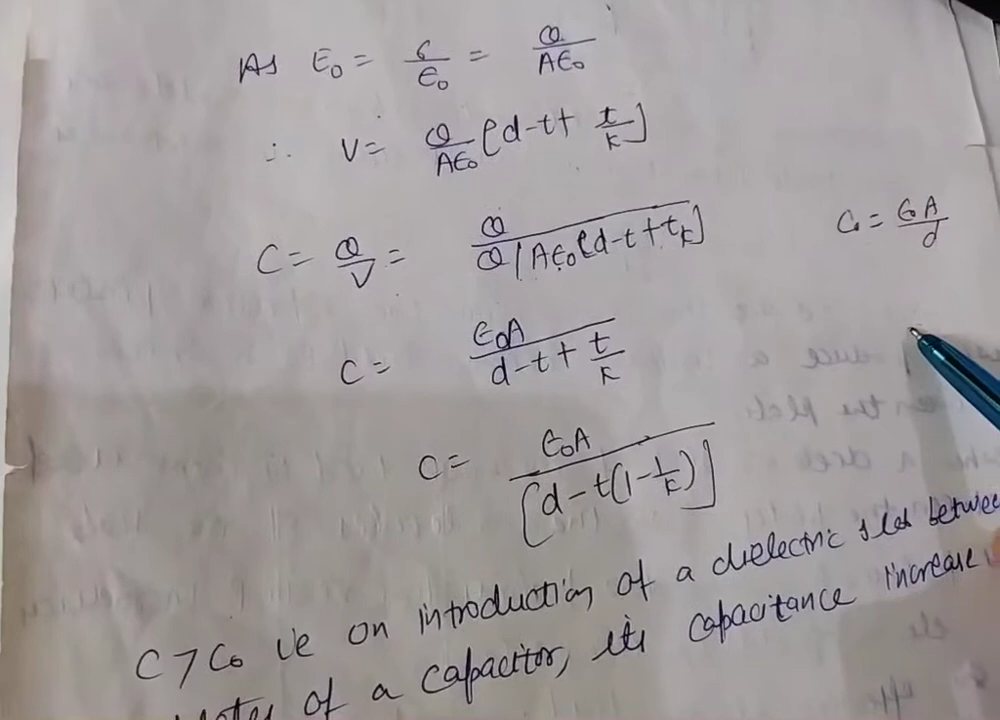 As E₀ = σ/ε₀ = Q/Aε₀
∴ V = Q/Aε₀ [d-t+ t/k]
C = Q/V = Q/Q/Aε₀[d-t+t/k]
C₀ = ε₀A/d
C = ε₀A/d-t+ t/k
C = ε₀A/[d-t(1-1/k)]
C > C₀ ie on introduction of a dielectric slab betwee
of a capacitor, its capacitance increase